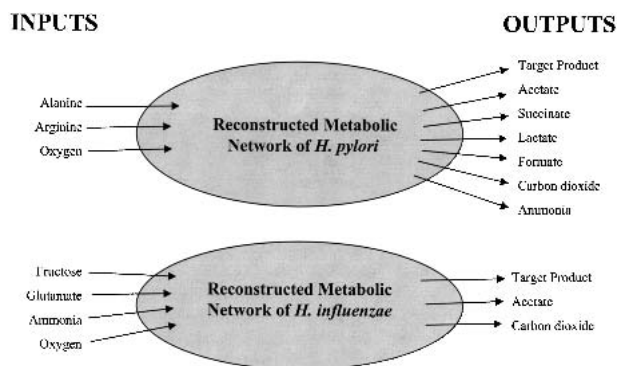 INPUTS
OUTPUTS
Alanine
Arginine
Oxygen
Reconstructed Metabolic
Network of H. pylori
Target Product
Acetate
Succinate
Lactate
Formate
Carbon dioxide
Ammonia
Fructose
Glutamate
Ammonia
Oxygen
Reconstructed Metabolic
Network of H. influenzae
Target Product
Acetate
Carbon dioxide